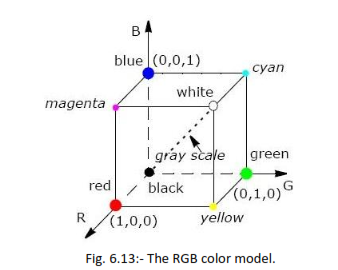 B
blue (0,0,1)
cyan
white
magenta
gray scale
green
red
black
G
(0,1,0)
R
(1,0,0)
yellow
Fig. 6.13:- The RGB color model.